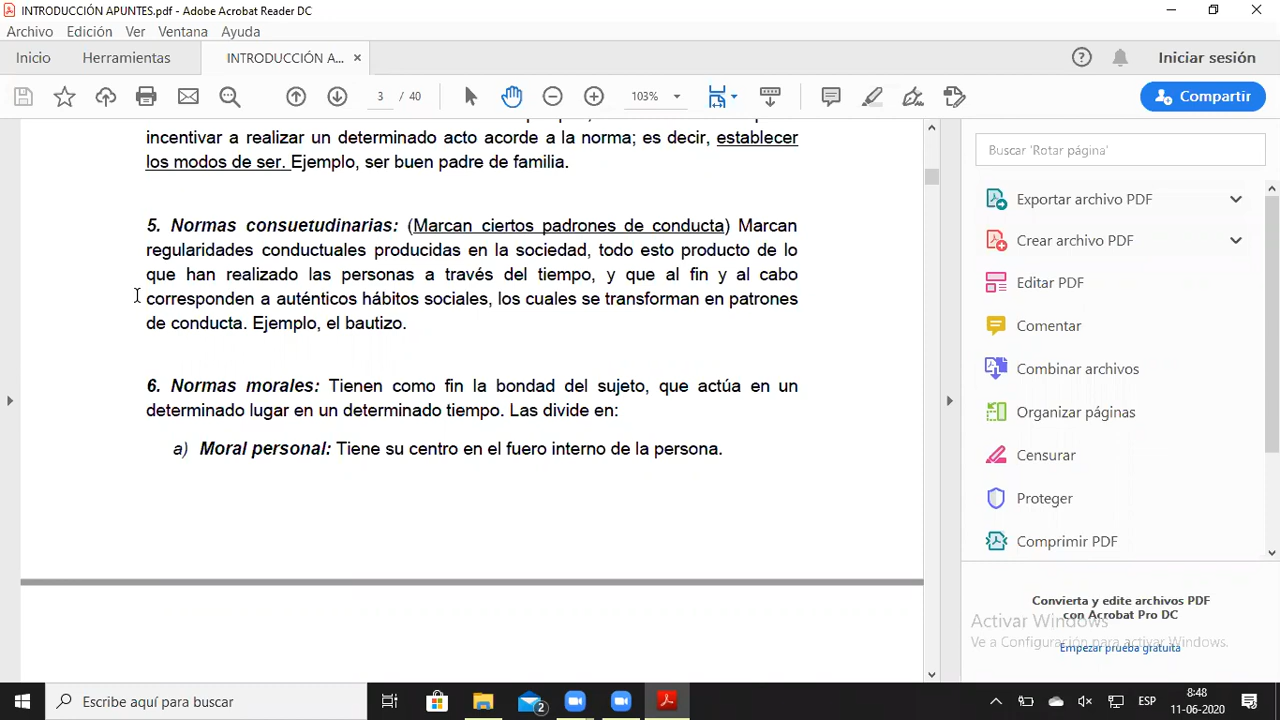 INTRODUCCIÓN APUNTES.pdf - Adobe Acrobat Reader DC
Archivo Edición Ver Ventana Ayuda
Inicio Herramientas INTRODUCCIÓN A... × Iniciar sesión
3 / 40 103% Compartir
incentivar a realizar un determinado acto acorde a la norma; es decir, establecer
los modos de ser. Ejemplo, ser buen padre de familia.
5. Normas consuetudinarias: (Marcan ciertos padrones de conducta) Marcan
regularidades conductuales producidas en la sociedad, todo esto producto de lo
que han realizado las personas a través del tiempo, y que al fin y al cabo
corresponden a auténticos hábitos sociales, los cuales se transforman en patrones
de conducta. Ejemplo, el bautizo.
6. Normas morales: Tienen como fin la bondad del sujeto, que actúa en un
determinado lugar en un determinado tiempo. Las divide en:
a) Moral personal: Tiene su centro en el fuero interno de la persona.
Buscar 'Rotar página'
Exportar archivo PDF
Crear archivo PDF
Editar PDF
Comentar
Combinar archivos
Organizar páginas
Censurar
Proteger
Comprimir PDF
Convierta y edite archivos PDF
con Acrobat Pro DC
Activar Windows
Ve a Configuración para activar Windows.
Empezar prueba gratuita
Escribe aquí para buscar
2
ESP
8:48
11-06-2020